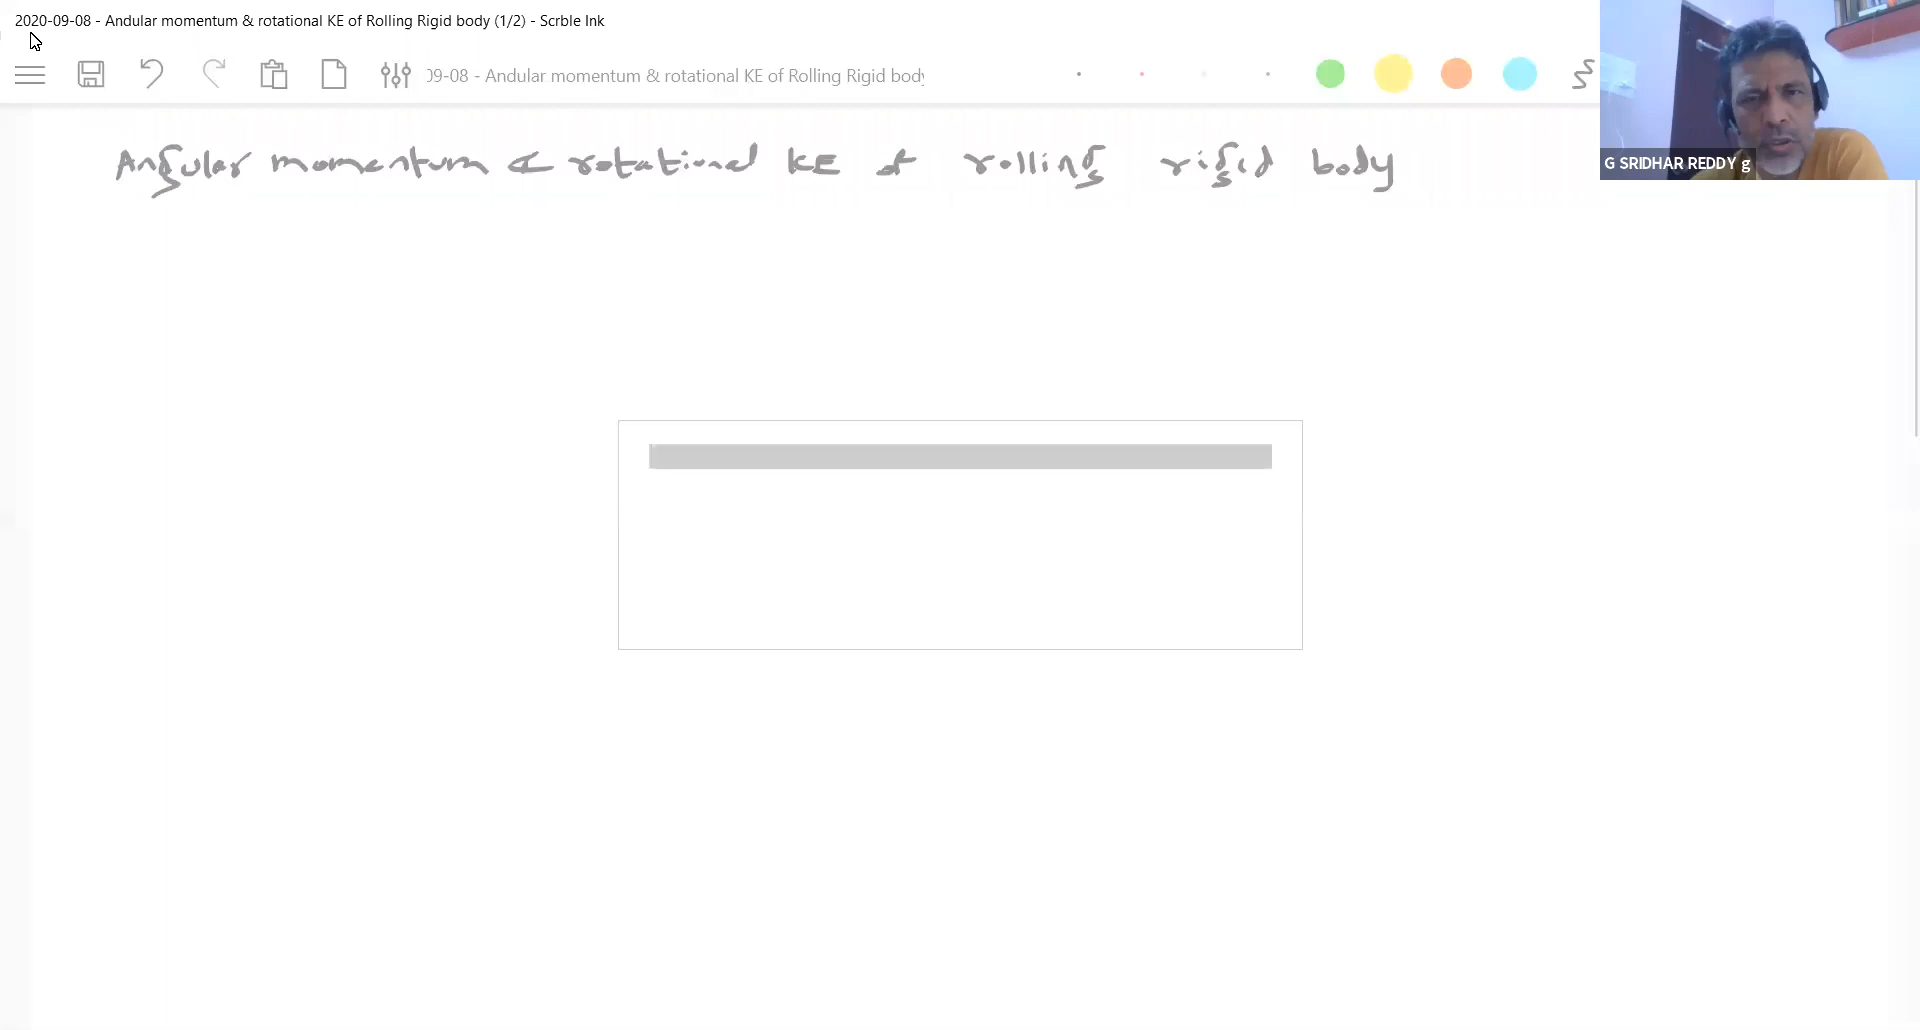 2020-09-08 - Andular momentum & rotational KE of Rolling Rigid body (1/2) - Scrble Ink
09-08 - Andular momentum & rotational KE of Rolling Rigid body
Angular momentum & rotational KE of rolling rigid body
G SRIDHAR REDDY g